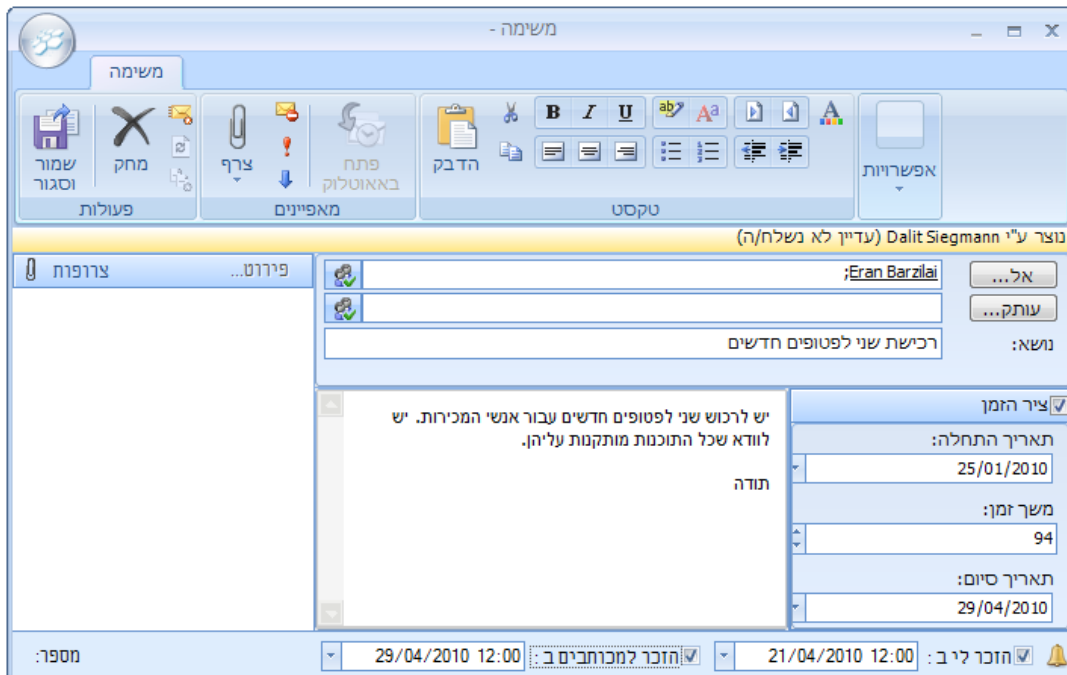 משימה -
משימה
שמור וסגור
מחק
צרף
פתח באאוטלוק
הדבק
B I U
אפשרויות
פעולות
מאפיינים
טקסט
נוצר ע"י Dalit Siegmann (עדיין לא נשלח/ה)
אל...
Eran Barzilai;
עותק...
נושא:
רכישת שני לפטופים חדשים
פירוט...
צרופות
ציר הזמן
תאריך התחלה:
25/01/2010
משך זמן:
94
תאריך סיום:
29/04/2010
יש לרכוש שני לפטופים חדשים עבור אנשי המכירות. יש
לוודא שכל התוכנות מותקנות עליהן.
תודה
הזכר לי ב : 21/04/2010 12:00
הזכר למכותבים ב : 29/04/2010 12:00
מספר: